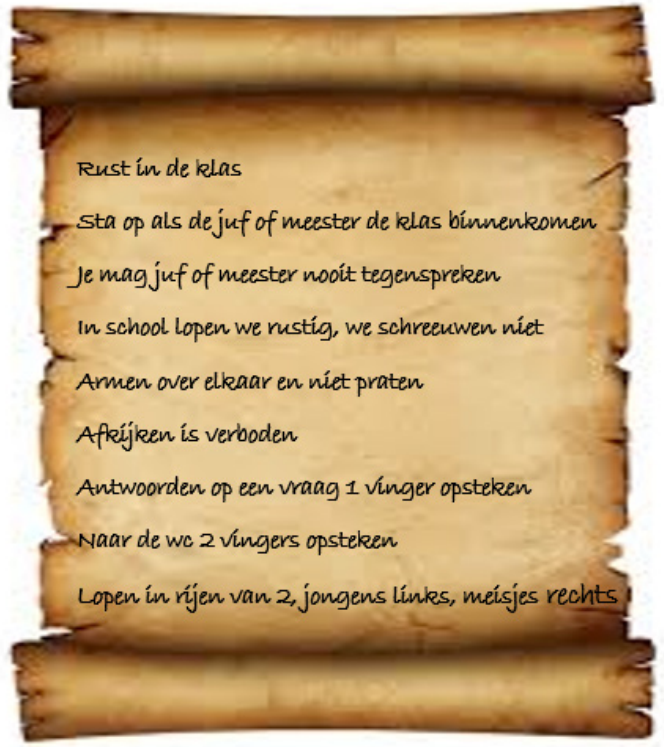 Rust in de klas
Sta op als de juf of meester de klas binnenkomen
Je mag juf of meester nooit tegenspreken
In school lopen we rustig, we schreeuwen niet
Armen over elkaar en niet praten
Afkijken is verboden
Antwoorden op een vraag 1 vinger opsteken
Naar de wc 2 vingers opsteken
Lopen in rijen van 2, jongens links, meisjes rechts